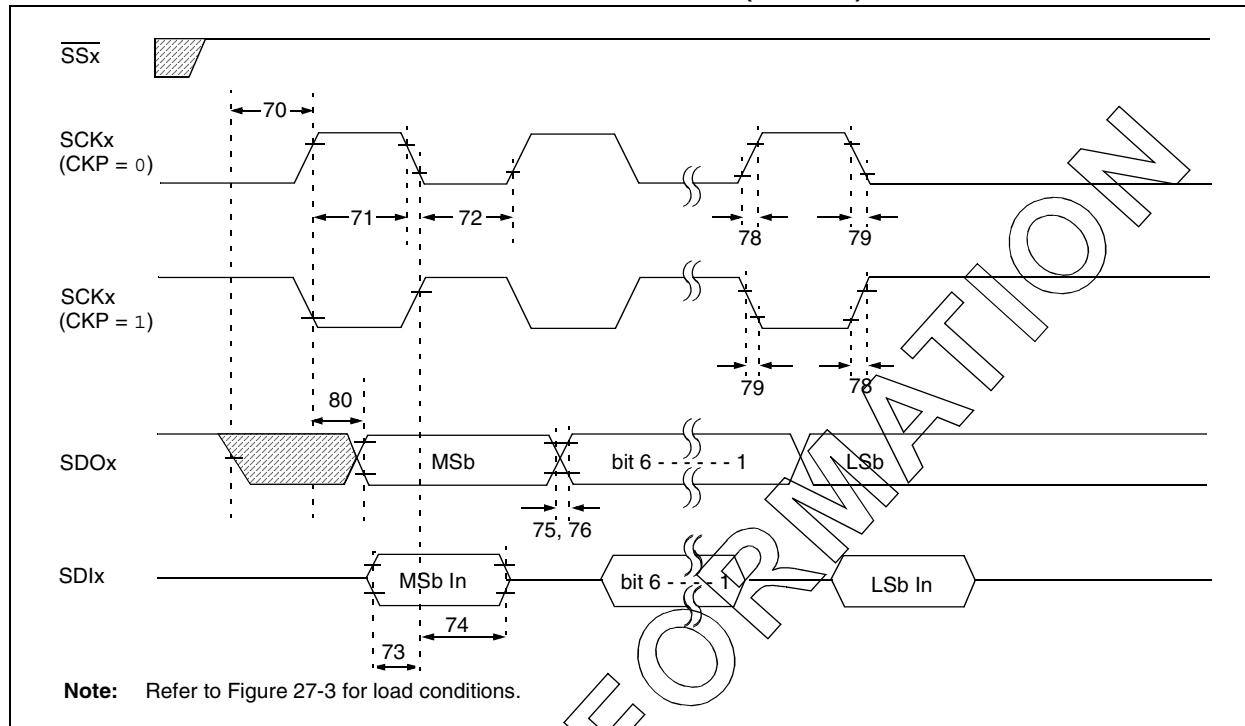 SSx
70
SCKx
(CKP = 0)
71
72
78
79
SCKx
(CKP = 1)
79
78
80
SDOx
MSb
bit 6 - - - - - - 1
LSb
75, 76
SDIx
MSb In
bit 6 - - - - 1
LSb In
74
73
Note: Refer to Figure 27-3 for load conditions.
FORMATION